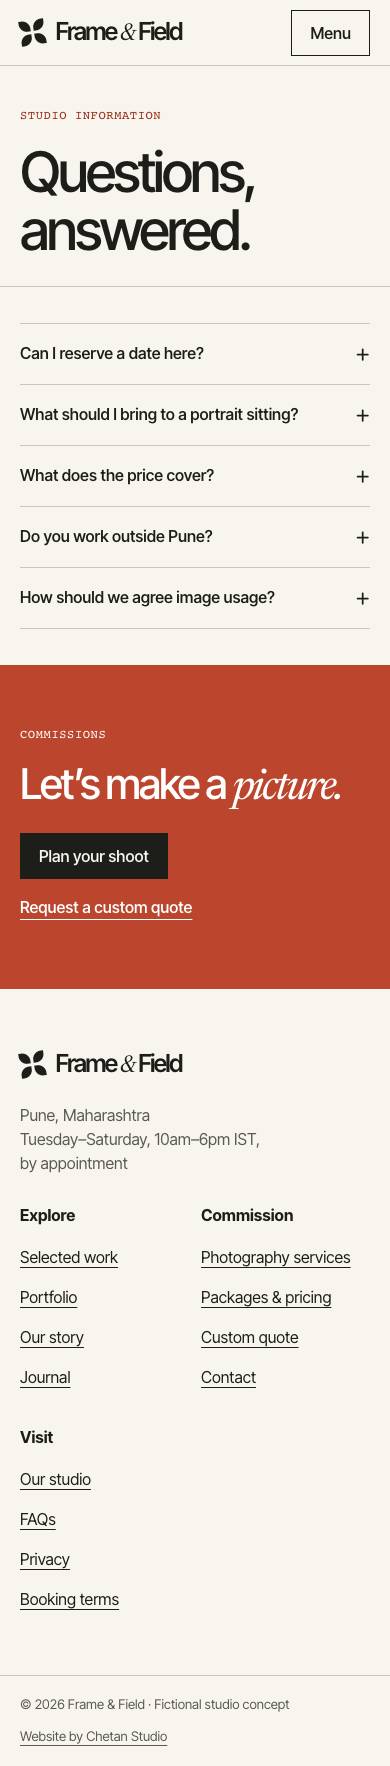 Frame & Field
Menu
STUDIO INFORMATION
Questions,
answered.
Can I reserve a date here?
What should I bring to a portrait sitting?
What does the price cover?
Do you work outside Pune?
How should we agree image usage?
COMMISSIONS
Let's make a picture.
Plan your shoot
Request a custom quote
Frame & Field
Pune, Maharashtra
Tuesday–Saturday, 10am–6pm IST,
by appointment
Explore
Selected work
Portfolio
Our story
Journal
Commission
Photography services
Packages & pricing
Custom quote
Contact
Visit
Our studio
FAQs
Privacy
Booking terms
© 2026 Frame & Field · Fictional studio concept
Website by Chetan Studio